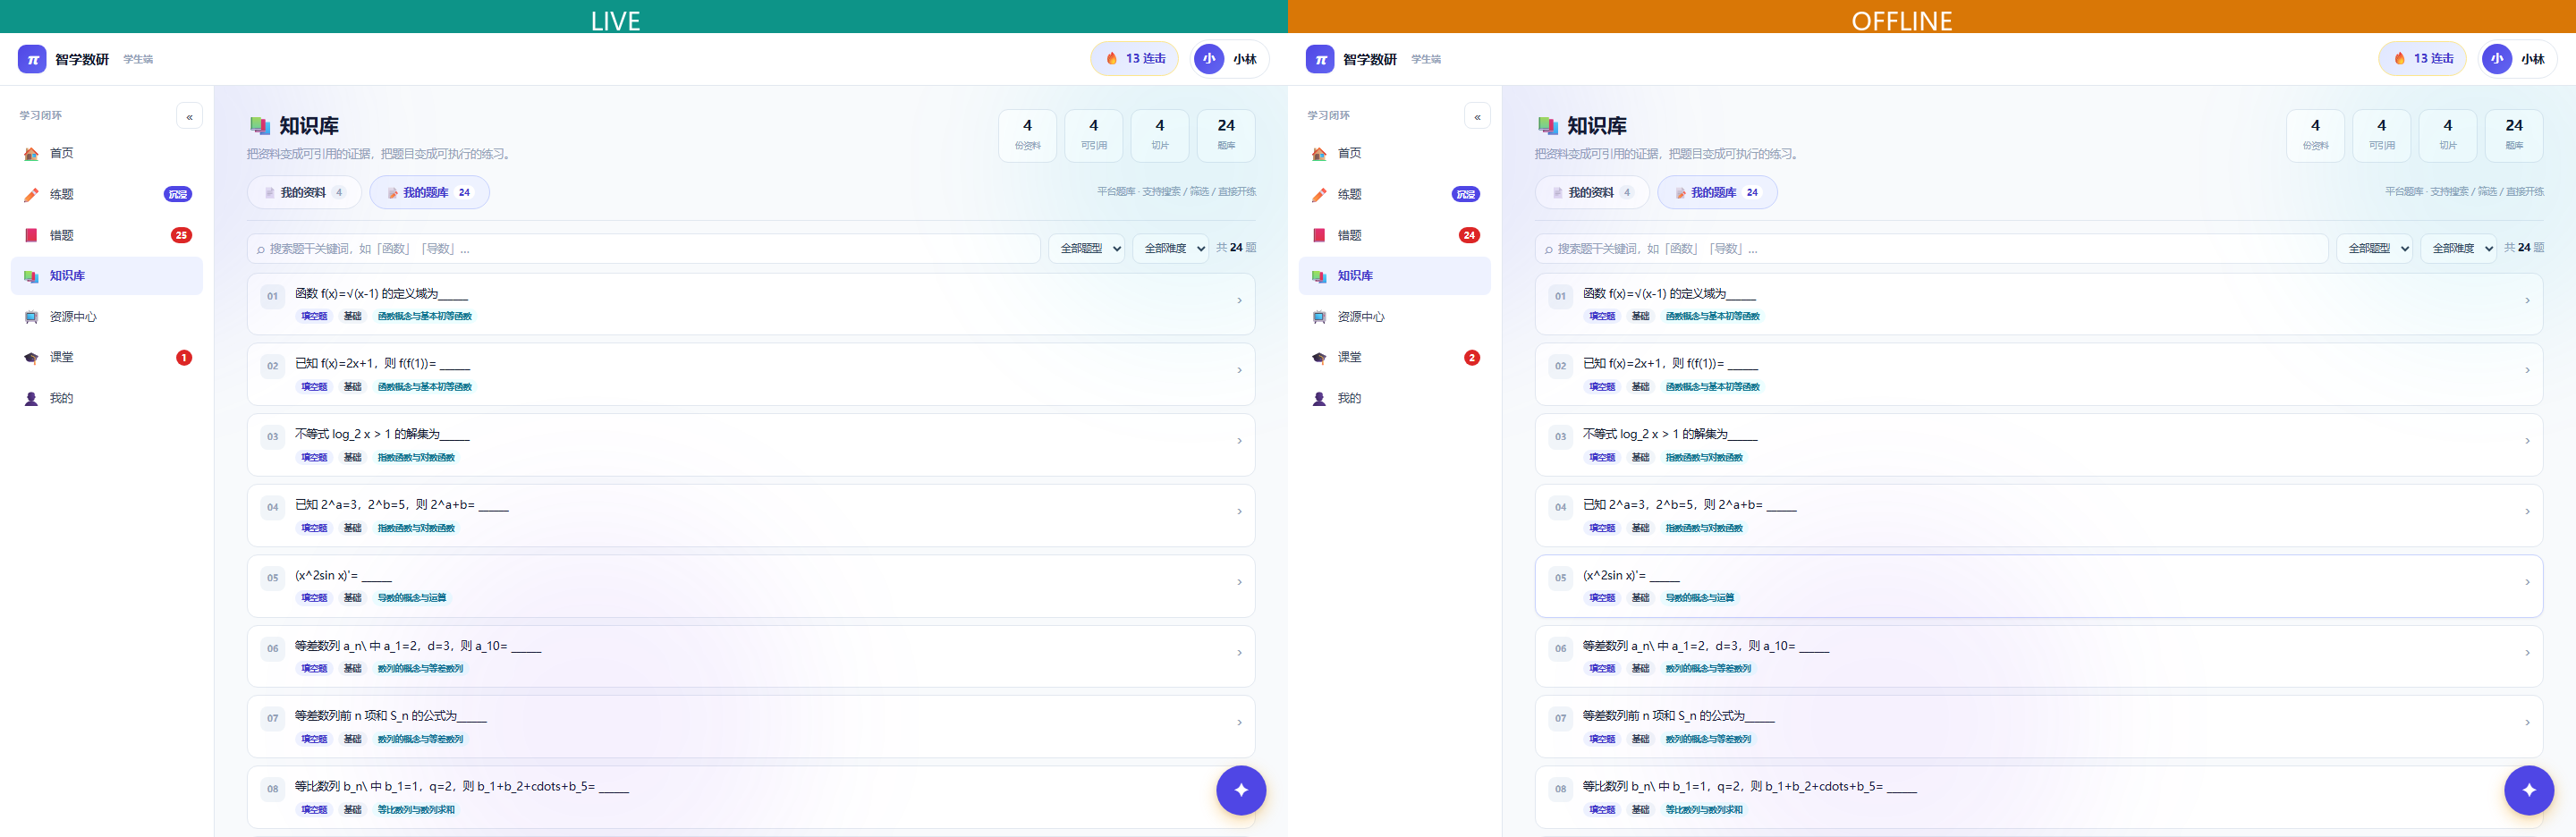 LIVE
π 智学数研 学生端
13 连击 小 小林
学习闭环 «
首页
练题 沉浸
错题 25
知识库
资源中心
课堂 1
我的
知识库
把资料变成可引用的证据，把题目变成可执行的练习。
4 份资料
4 可引用
4 切片
24 题库
我的资料 4
我的题库 24
平台题库 · 支持搜索 / 筛选 / 直接开练
搜索题干关键词，如「函数」「导数」...
全部题型
全部难度
共 24 题
01 函数 f(x)=√(x-1) 的定义域为_____ ›
填空题 基础 函数概念与基本初等函数
02 已知 f(x)=2x+1，则 f(f(1))= _____ ›
填空题 基础 函数概念与基本初等函数
03 不等式 log_2 x > 1 的解集为_____ ›
填空题 基础 指数函数与对数函数
04 已知 2^a=3，2^b=5，则 2^a+b= _____ ›
填空题 基础 指数函数与对数函数
05 (x^2sin x)'= _____ ›
填空题 基础 导数的概念与运算
06 等差数列 a_n\ 中 a_1=2，d=3，则 a_10= _____ ›
填空题 基础 数列的概念与等差数列
07 等差数列前 n 项和 S_n 的公式为_____ ›
填空题 基础 数列的概念与等差数列
08 等比数列 b_n\ 中 b_1=1，q=2，则 b_1+b_2+cdots+b_5= _____
填空题 基础 等比数列与数列求和
OFFLINE
π 智学数研 学生端
13 连击 小 小林
学习闭环 «
首页
练题 沉浸
错题 24
知识库
资源中心
课堂 2
我的
知识库
把资料变成可引用的证据，把题目变成可执行的练习。
4 份资料
4 可引用
4 切片
24 题库
我的资料 4
我的题库 24
平台题库 · 支持搜索 / 筛选 / 直接开练
搜索题干关键词，如「函数」「导数」...
全部题型
全部难度
共 24 题
01 函数 f(x)=√(x-1) 的定义域为_____ ›
填空题 基础 函数概念与基本初等函数
02 已知 f(x)=2x+1，则 f(f(1))= _____ ›
填空题 基础 函数概念与基本初等函数
03 不等式 log_2 x > 1 的解集为_____ ›
填空题 基础 指数函数与对数函数
04 已知 2^a=3，2^b=5，则 2^a+b= _____ ›
填空题 基础 指数函数与对数函数
05 (x^2sin x)'= _____ ›
填空题 基础 导数的概念与运算
06 等差数列 a_n\ 中 a_1=2，d=3，则 a_10= _____ ›
填空题 基础 数列的概念与等差数列
07 等差数列前 n 项和 S_n 的公式为_____ ›
填空题 基础 数列的概念与等差数列
08 等比数列 b_n\ 中 b_1=1，q=2，则 b_1+b_2+cdots+b_5= _____
填空题 基础 等比数列与数列求和